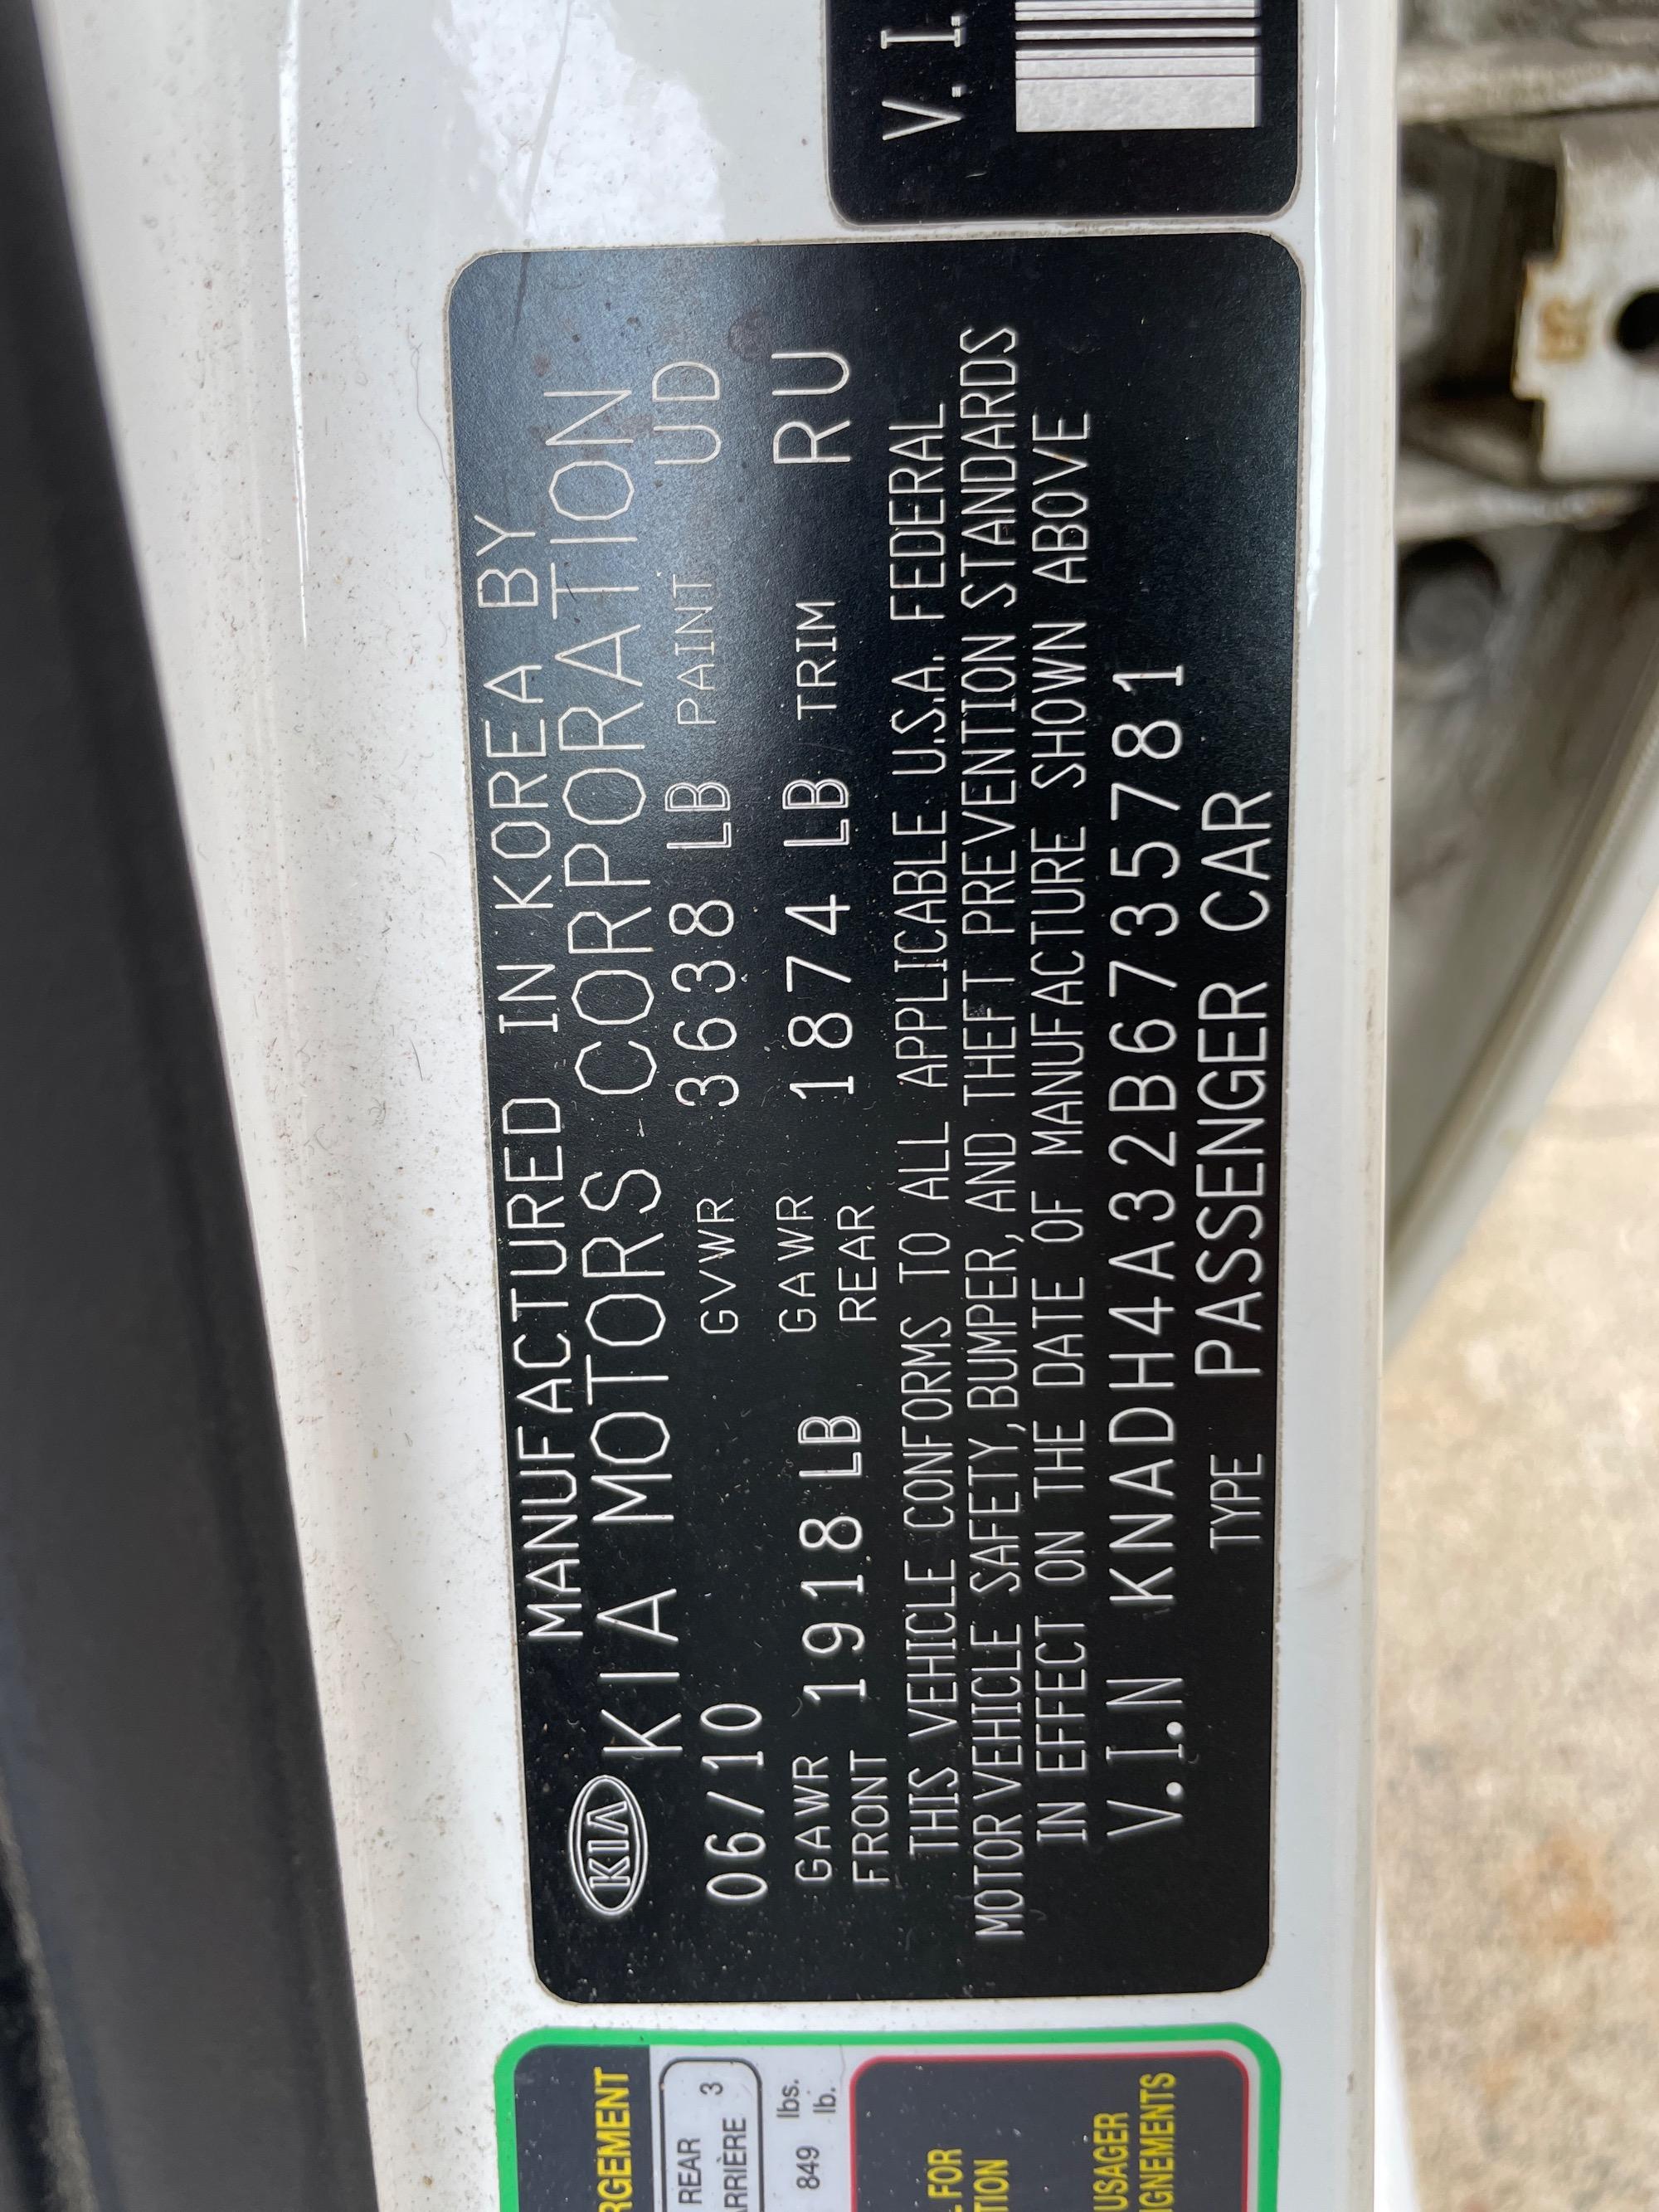 MANUFACTURED IN KOREA BY
KIA KIA MOTORS CORPORATION
06/10 GVWR 3638 LB PAINT UD
GAWR FRONT 1918 LB GAWR REAR 1874 LB TRIM RU
THIS VEHICLE CONFORMS TO ALL APPLICABLE U.S.A. FEDERAL
MOTOR VEHICLE SAFETY, BUMPER, AND THEFT PREVENTION STANDARDS
IN EFFECT ON THE DATE OF MANUFACTURE SHOWN ABOVE
V.I.N KNADH4A32B6735781
TYPE PASSENGER CAR
V.I.
RGEMENT
REAR 3
RRIÈRE
849 lbs.
lb.
FOR
TION
USAGER
IGNEMENTS